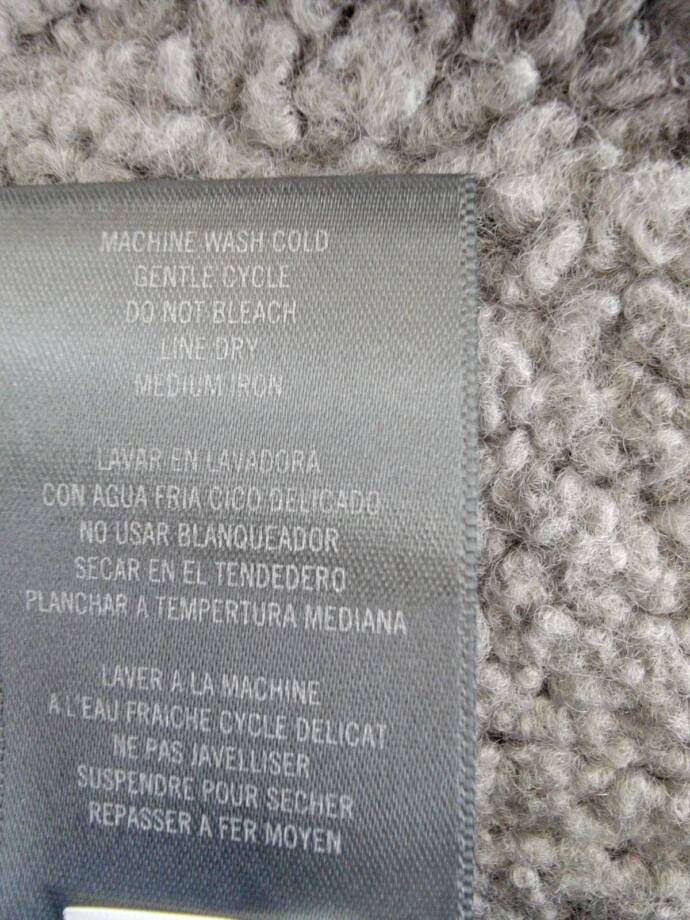 MACHINE WASH COLD
GENTLE CYCLE
DO NOT BLEACH
LINE DRY
MEDIUM IRON
LAVAR EN LAVADORA
CON AGUA FRIA CICO DELICADO
NO USAR BLANQUEADOR
SECAR EN EL TENDEDERO
PLANCHAR A TEMPERTURA MEDIANA
LAVER A LA MACHINE
A L'EAU FRAICHE CYCLE DELICAT
NE PAS JAVELLISER
SUSPENDRE POUR SECHER
REPASSER A FER MOYEN